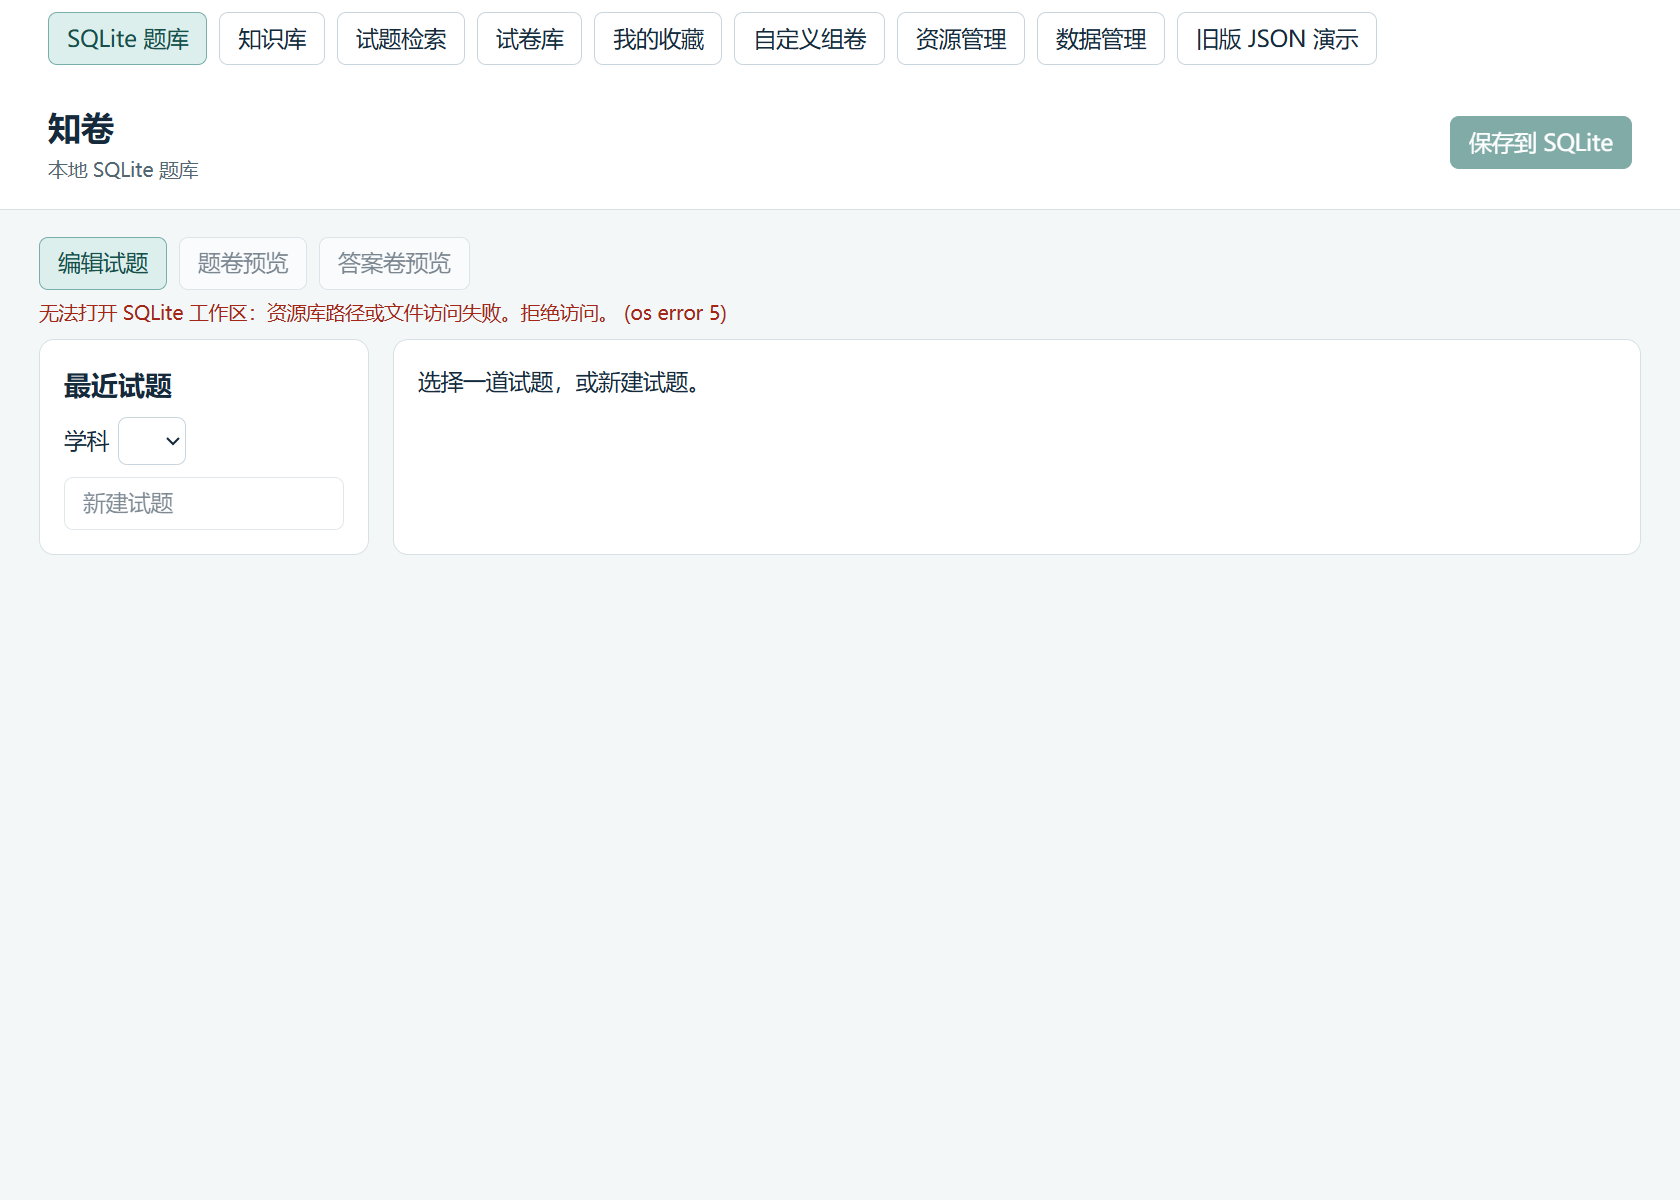 SQLite 题库 知识库 试题检索 试卷库 我的收藏 自定义组卷 资源管理 数据管理 旧版 JSON 演示
知卷
本地 SQLite 题库
保存到 SQLite
编辑试题 题卷预览 答案卷预览
无法打开 SQLite 工作区：资源库路径或文件访问失败。拒绝访问。 (os error 5)
最近试题
学科
新建试题
选择一道试题，或新建试题。